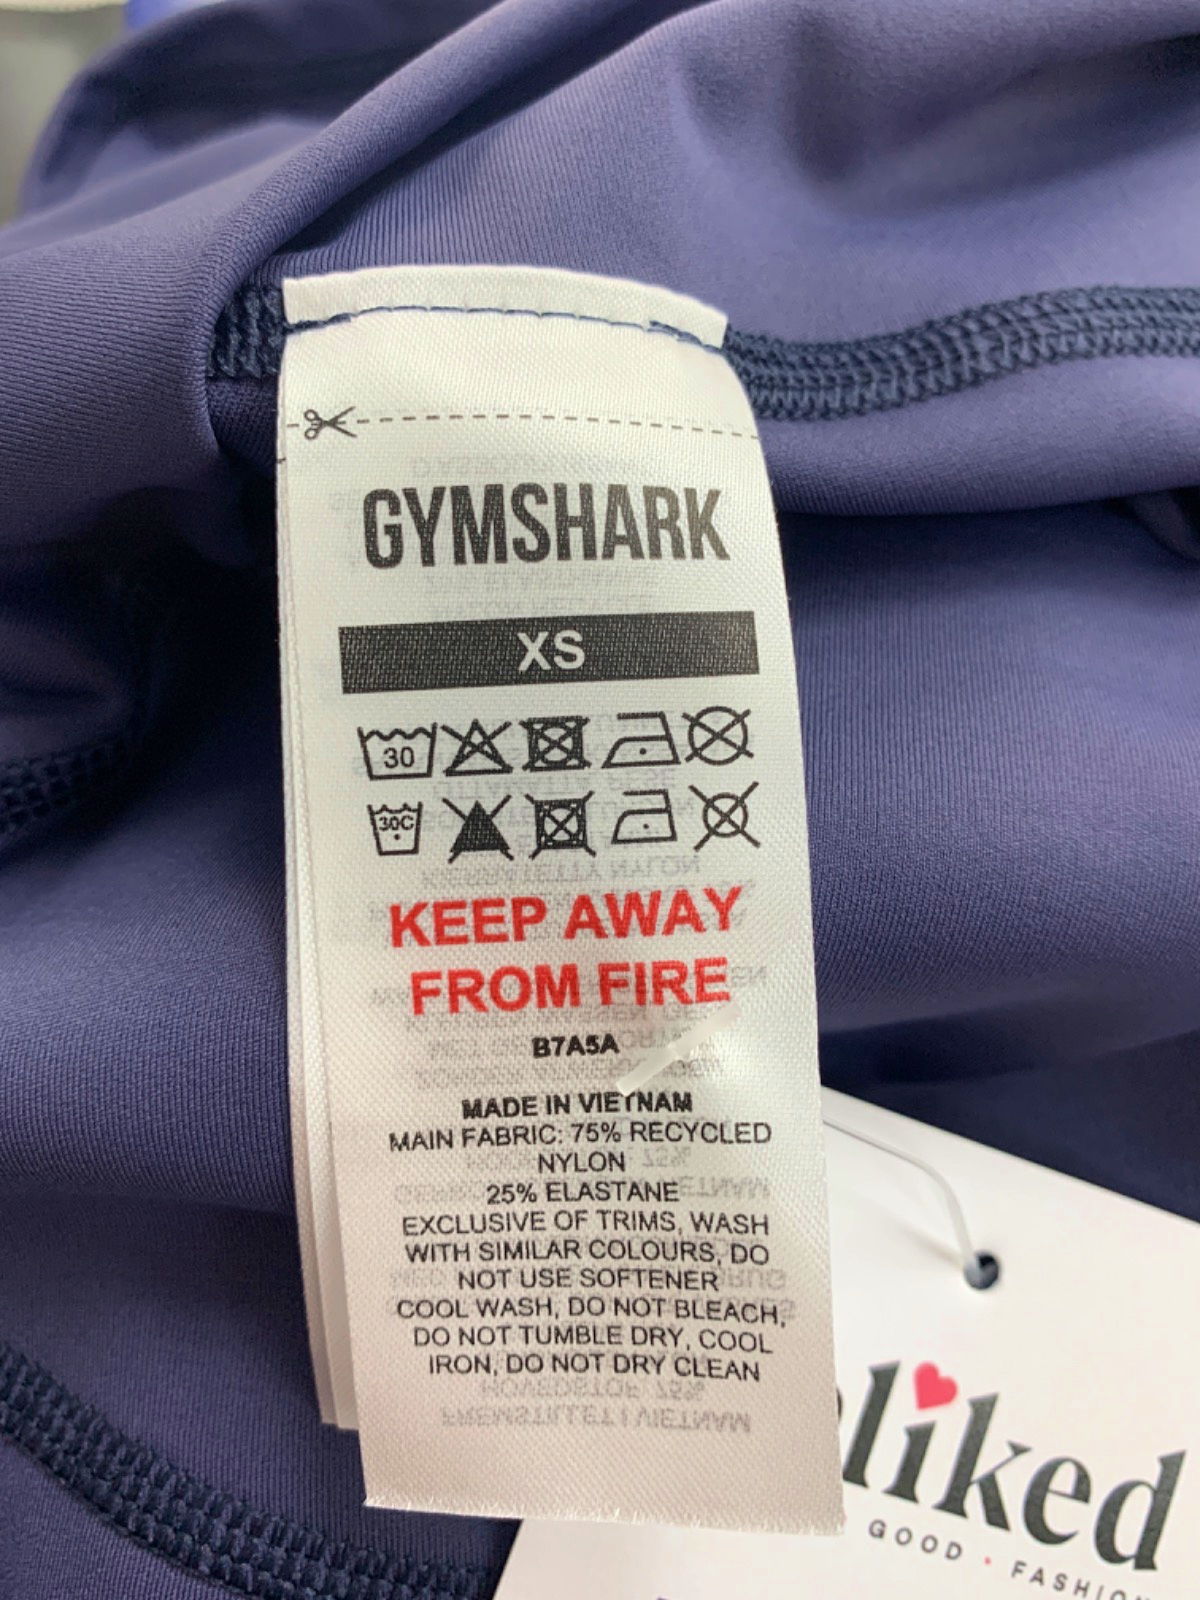 GYMSHARK
XS
30
30C
KEEP AWAY
FROM FIRE
B7A5A
MADE IN VIETNAM
MAIN FABRIC: 75% RECYCLED
NYLON
25% ELASTANE
EXCLUSIVE OF TRIMS, WASH
WITH SIMILAR COLOURS, DO
NOT USE SOFTENER
COOL WASH, DO NOT BLEACH,
DO NOT TUMBLE DRY, COOL
IRON, DO NOT DRY CLEAN
liked
GOOD · FASHION